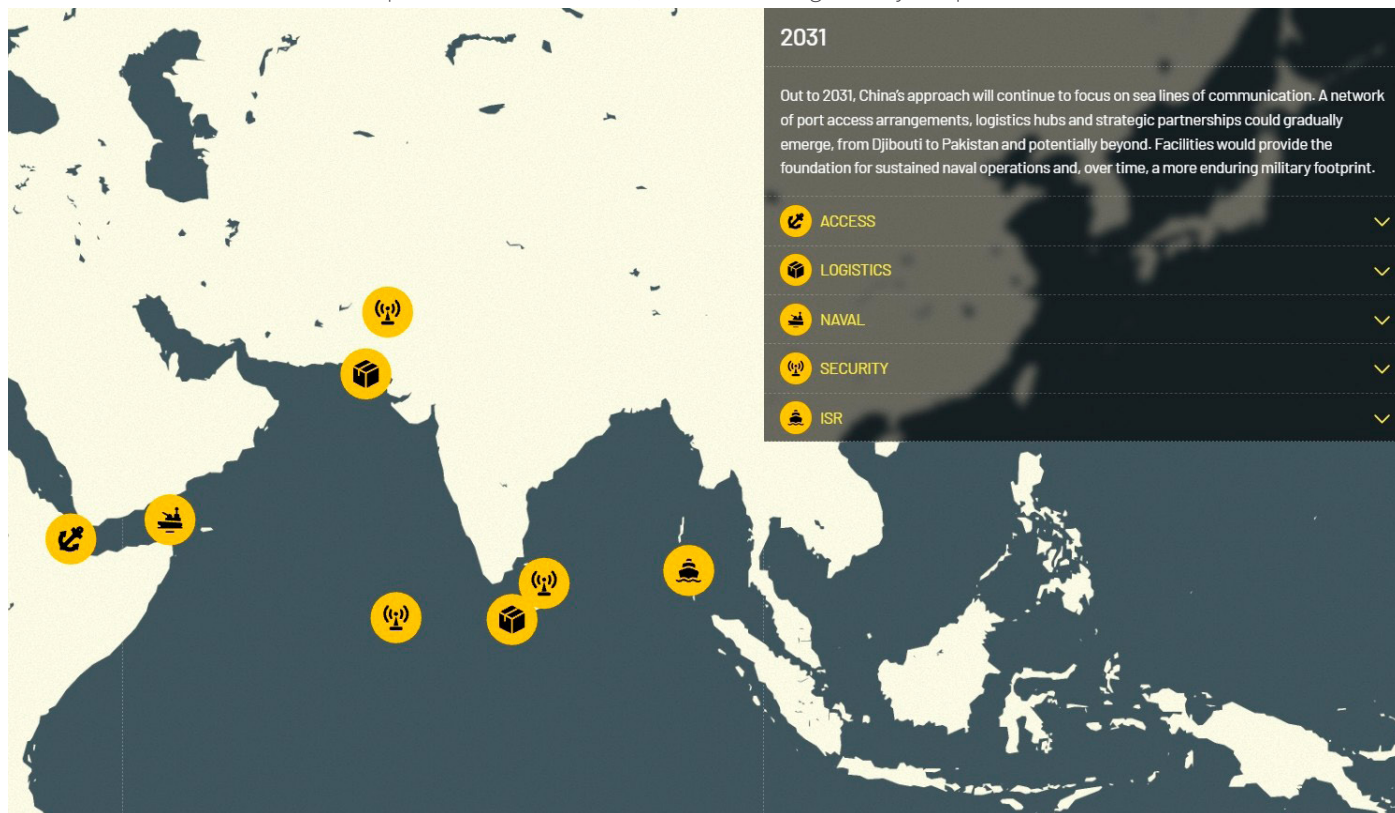 2031
Out to 2031, China's approach will continue to focus on sea lines of communication. A network
of port access arrangements, logistics hubs and strategic partnerships could gradually
emerge, from Djibouti to Pakistan and potentially beyond. Facilities would provide the
foundation for sustained naval operations and, over time, a more enduring military footprint.
ACCESS
LOGISTICS
NAVAL
SECURITY
ISR